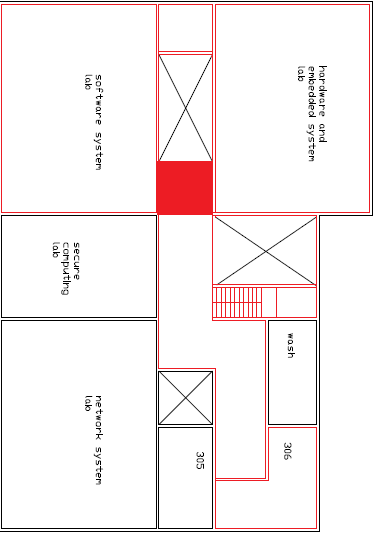 software system
lab
hardware and
embedded system
lab
secure
computing
lab
wash
network system
lab
305
306